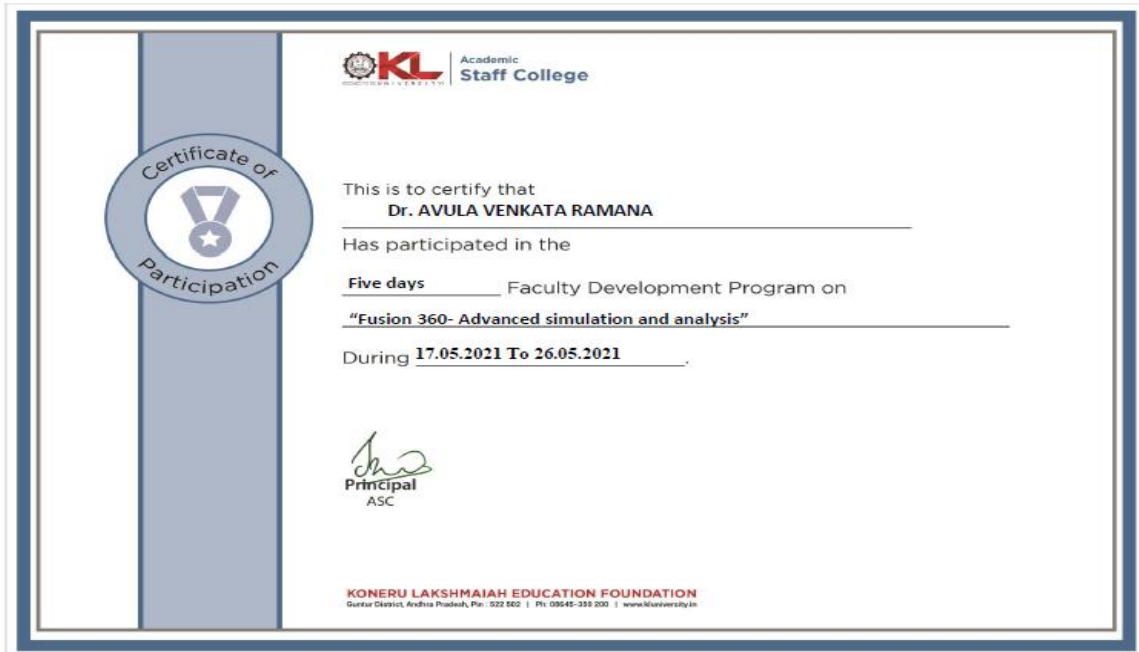 KL
Academic
Staff College
Certificate of
Participation
This is to certify that
Dr. AVULA VENKATA RAMANA
Has participated in the
Five days Faculty Development Program on
“Fusion 360- Advanced simulation and analysis”
During 17.05.2021 To 26.05.2021.
Principal
ASC
KONERU LAKSHMAIAH EDUCATION FOUNDATION
Guntur District, Andhra Pradesh, Pin : 522 502 | Ph: 08645-350 200 | www.kluniversity.in